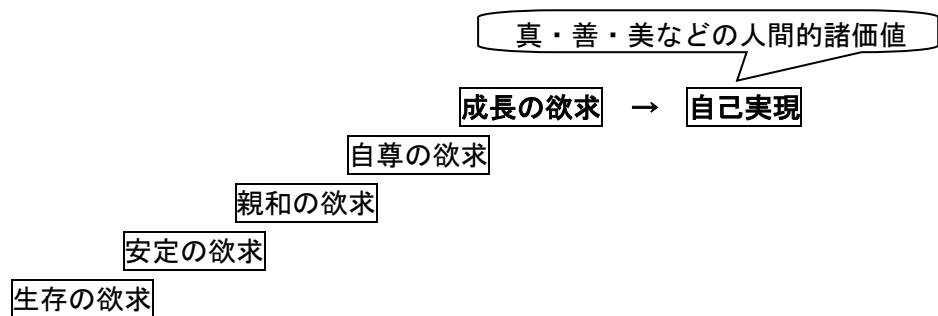 真・善・美などの人間的諸価値
成長の欲求 → 自己実現
自尊の欲求
親和の欲求
安定の欲求
生存の欲求